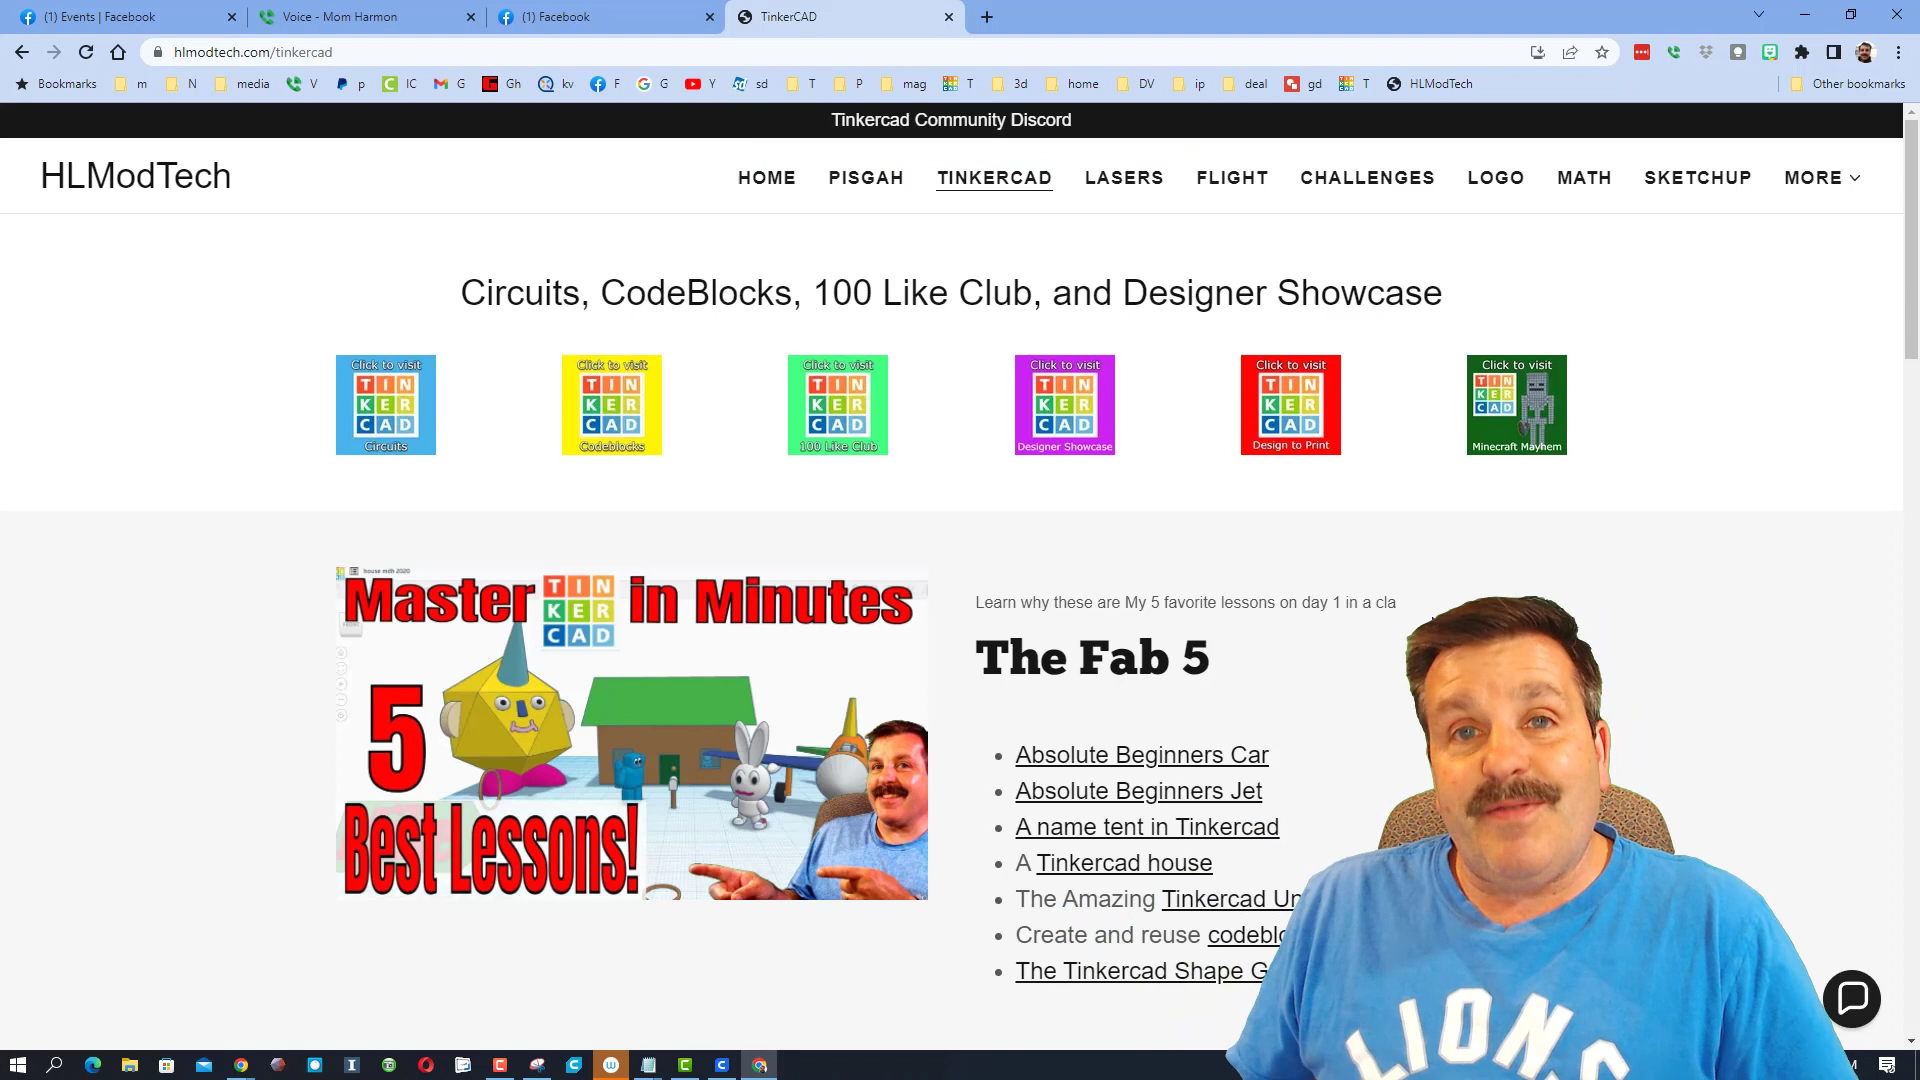 (1) Events | Facebook
Voice - Mom Harmon
(1) Facebook
TinkerCAD
hlmodtech.com/tinkercad
Bookmarks m N media V p IC G Gh kv F G Y sd T P mag T 3d home DV ip deal gd T HLModTech Other bookmarks
Tinkercad Community Discord
HLModTech
HOME PISGAH TINKERCAD LASERS FLIGHT CHALLENGES LOGO MATH SKETCHUP MORE
Circuits, CodeBlocks, 100 Like Club, and Designer Showcase
Click to visit
TIN
KER
CAD
Circuits
Click to visit
TIN
KER
CAD
Codeblocks
Click to visit
TIN
KER
CAD
100 Like Club
Click to visit
TIN
KER
CAD
Designer Showcase
Click to visit
TIN
KER
CAD
Design to Print
Click to visit
TIN
KER
CAD
Minecraft Mayhem
house mdh 2020
Master TIN KER CAD in Minutes
5
Best Lessons!
Learn why these are My 5 favorite lessons on day 1 in a cla
The Fab 5
Absolute Beginners Car
Absolute Beginners Jet
A name tent in Tinkercad
A Tinkercad house
The Amazing Tinkercad Un
Create and reuse codeblo
The Tinkercad Shape G
LIONS